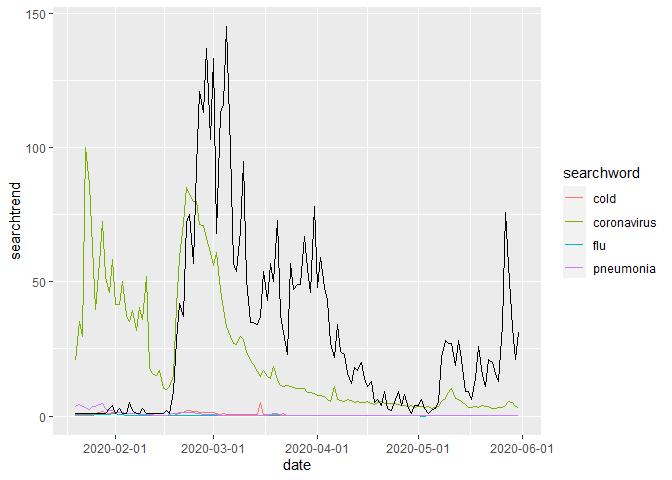 150
100
50
0
searchtrend
2020-02-01
2020-03-01
2020-04-01
2020-05-01
2020-06-01
date
searchword
cold
coronavirus
flu
pneumonia